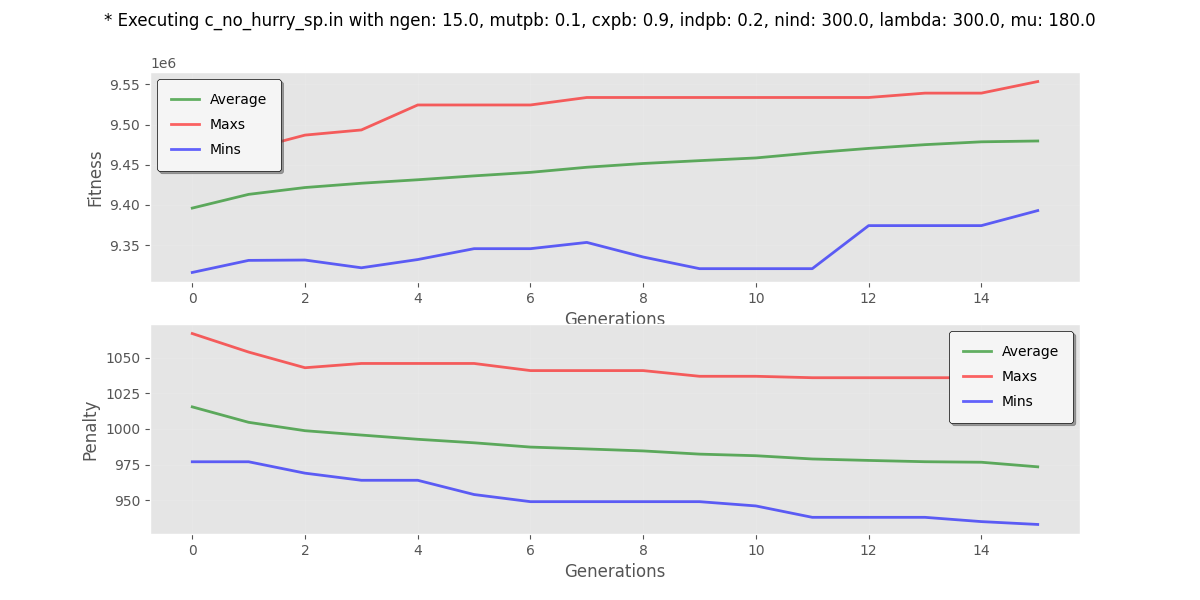 * Executing c_no_hurry_sp.in with ngen: 15.0, mutpb: 0.1, cxpb: 0.9, indpb: 0.2, nind: 300.0, lambda: 300.0, mu: 180.0
1e6
9.55
9.50
9.45
9.40
9.35
Fitness
Average
Maxs
Mins
0 2 4 6 8 10 12 14
Generations
1050
1025
1000
975
950
Penalty
Average
Maxs
Mins
0 2 4 6 8 10 12 14
Generations